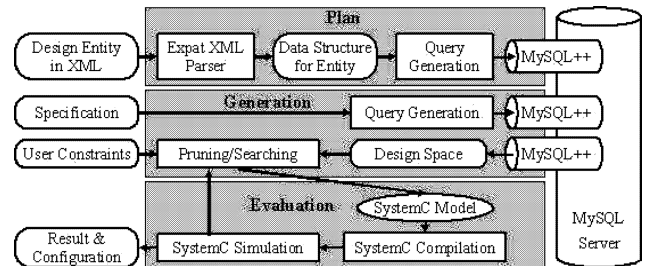 Plan
Design Entity
in XML
Expat XML
Parser
Data Structure
for Entity
Query
Generation
MySQL++
Generation
Specification
Query Generation
MySQL++
User Constraints
Pruning/Searching
Design Space
MySQL++
Evaluation
SystemC Model
MySQL
Server
Result &
Configuration
SystemC Simulation
SystemC Compilation